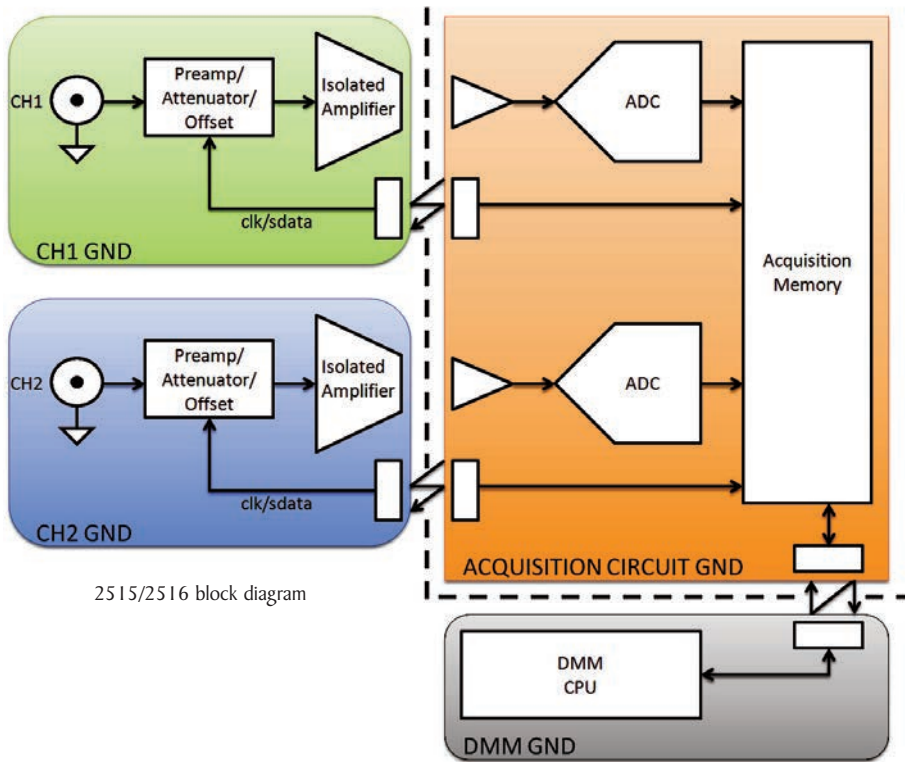 CH1
Preamp/
Attenuator/
Offset
Isolated
Amplifier
clk/sdata
CH1 GND
ADC
Acquisition
Memory
CH2
Preamp/
Attenuator/
Offset
Isolated
Amplifier
clk/sdata
CH2 GND
ADC
ACQUISITION CIRCUIT GND
2515/2516 block diagram
DMM
CPU
DMM GND